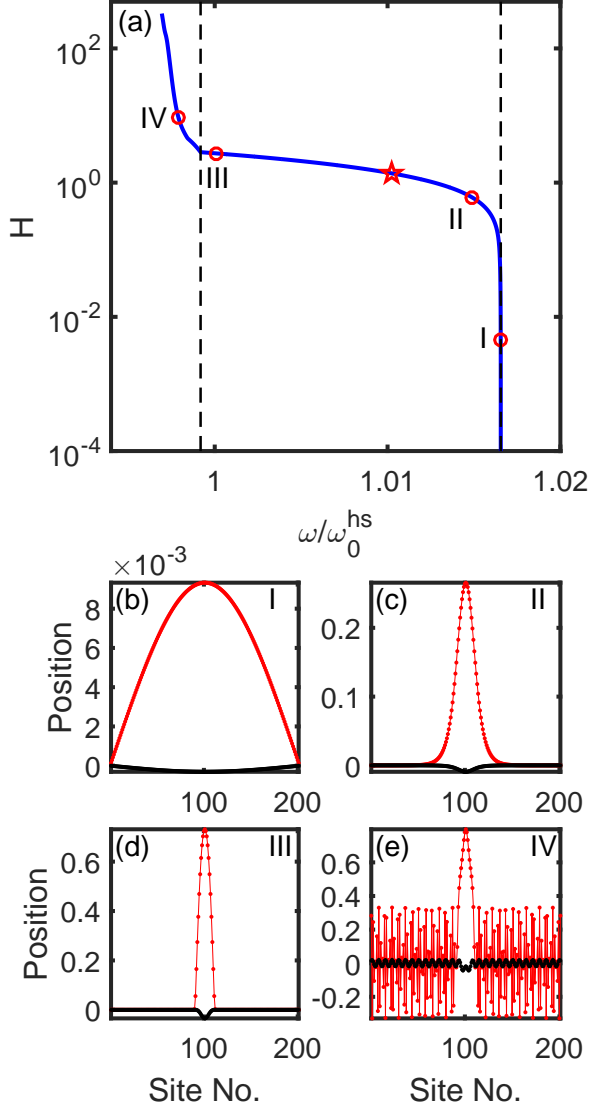 (a)
H
10^2
10^0
10^-2
10^-4
IV
III
II
I
1
1.01
1.02
ω/ω_0^hs
×10^-3
(b)
I
(c)
II
Position
8
6
4
2
0
0.2
0.1
0
100
200
100
200
(d)
III
(e)
IV
Position
0.6
0.4
0.2
0
0.8
0.6
0.4
0.2
0
-0.2
100
200
100
200
Site No.
Site No.